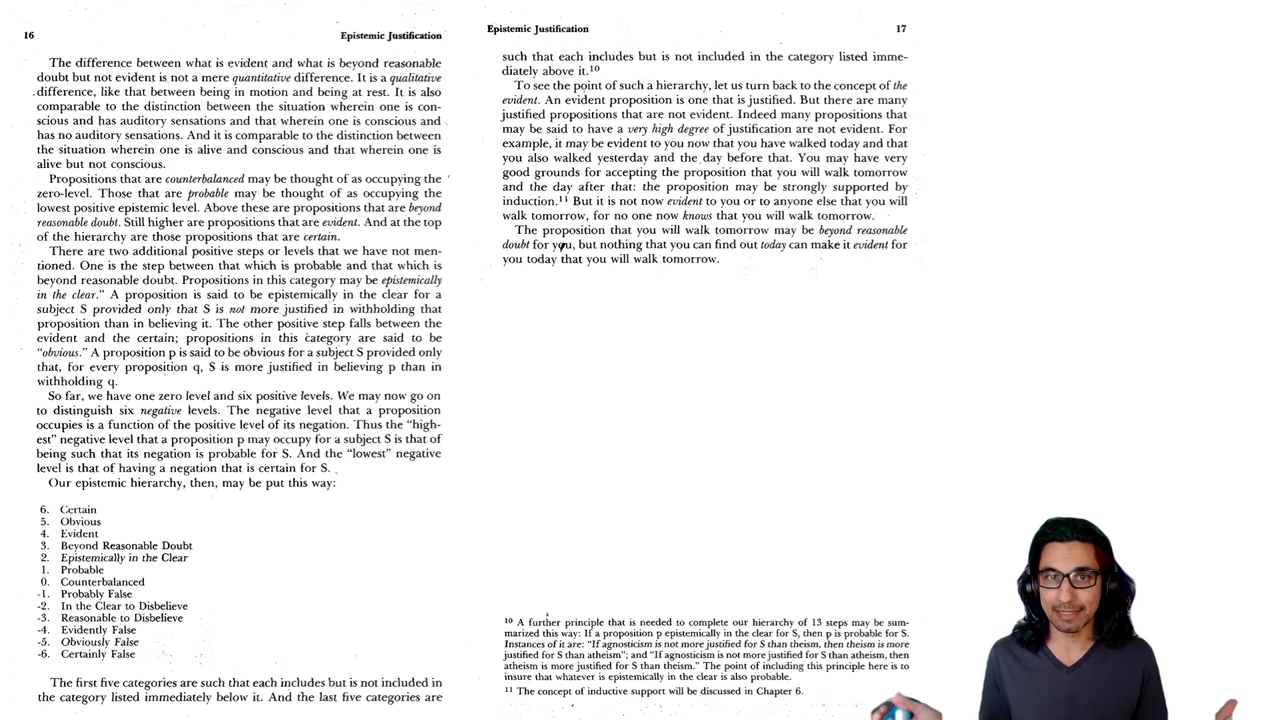 16
Epistemic Justification
The difference between what is evident and what is beyond reasonable
doubt but not evident is not a mere quantitative difference. It is a qualitative
difference, like that between being in motion and being at rest. It is also
comparable to the distinction between the situation wherein one is con-
scious and has auditory sensations and that wherein one is conscious and
has no auditory sensations. And it is comparable to the distinction between
the situation wherein one is alive and conscious and that wherein one is
alive but not conscious.
Propositions that are counterbalanced may be thought of as occupying the
zero-level. Those that are probable may be thought of as occupying the
lowest positive epistemic level. Above these are propositions that are beyond
reasonable doubt. Still higher are propositions that are evident. And at the top
of the hierarchy are those propositions that are certain.
There are two additional positive steps or levels that we have not men-
tioned. One is the step between that which is probable and that which is
beyond reasonable doubt. Propositions in this category may be epistemically
in the clear." A proposition is said to be epistemically in the clear for a
subject S provided only that S is not more justified in withholding that
proposition than in believing it. The other positive step falls between the
evident and the certain; propositions in this category are said to be
"obvious." A proposition p is said to be obvious for a subject S provided only
that, for every proposition q, S is more justified in believing p than in
withholding q.
So far, we have one zero level and six positive levels. We may now go on
to distinguish six negative levels. The negative level that a proposition
occupies is a function of the positive level of its negation. Thus the "high-
est" negative level that a proposition p may occupy for a subject S is that of
being such that its negation is probable for S. And the "lowest" negative
level is that of having a negation that is certain for S.
Our epistemic hierarchy, then, may be put this way:
6. Certain
5. Obvious
4. Evident
3. Beyond Reasonable Doubt
2. Epistemically in the Clear
1. Probable
0. Counterbalanced
-1. Probably False
-2. In the Clear to Disbelieve
-3. Reasonable to Disbelieve
-4. Evidently False
-5. Obviously False
-6. Certainly False
The first five categories are such that each includes but is not included in
the category listed immediately below it. And the last five categories are
Epistemic Justification
17
such that each includes but is not included in the category listed imme-
diately above it.10
To see the point of such a hierarchy, let us turn back to the concept of the
evident. An evident proposition is one that is justified. But there are many
justified propositions that are not evident. Indeed many propositions that
may be said to have a very high degree of justification are not evident. For
example, it may be evident to you now that you have walked today and that
you also walked yesterday and the day before that. You may have very
good grounds for accepting the proposition that you will walk tomorrow
and the day after that: the proposition may be strongly supported by
induction.11 But it is not now evident to you or to anyone else that you will
walk tomorrow, for no one now knows that you will walk tomorrow.
The proposition that you will walk tomorrow may be beyond reasonable
doubt for you, but nothing that you can find out today can make it evident for
you today that you will walk tomorrow.
10 A further principle that is needed to complete our hierarchy of 13 steps may be sum-
marized this way: If a proposition p epistemically in the clear for S, then p is probable for S.
Instances of it are: "If agnosticism is not more justified for S than theism, then theism is more
justified for S than atheism"; and "If agnosticism is not more justified for S than atheism, then
atheism is more justified for S than theism." The point of including this principle here is to
insure that whatever is epistemically in the clear is also probable.
11 The concept of inductive support will be discussed in Chapter 6.